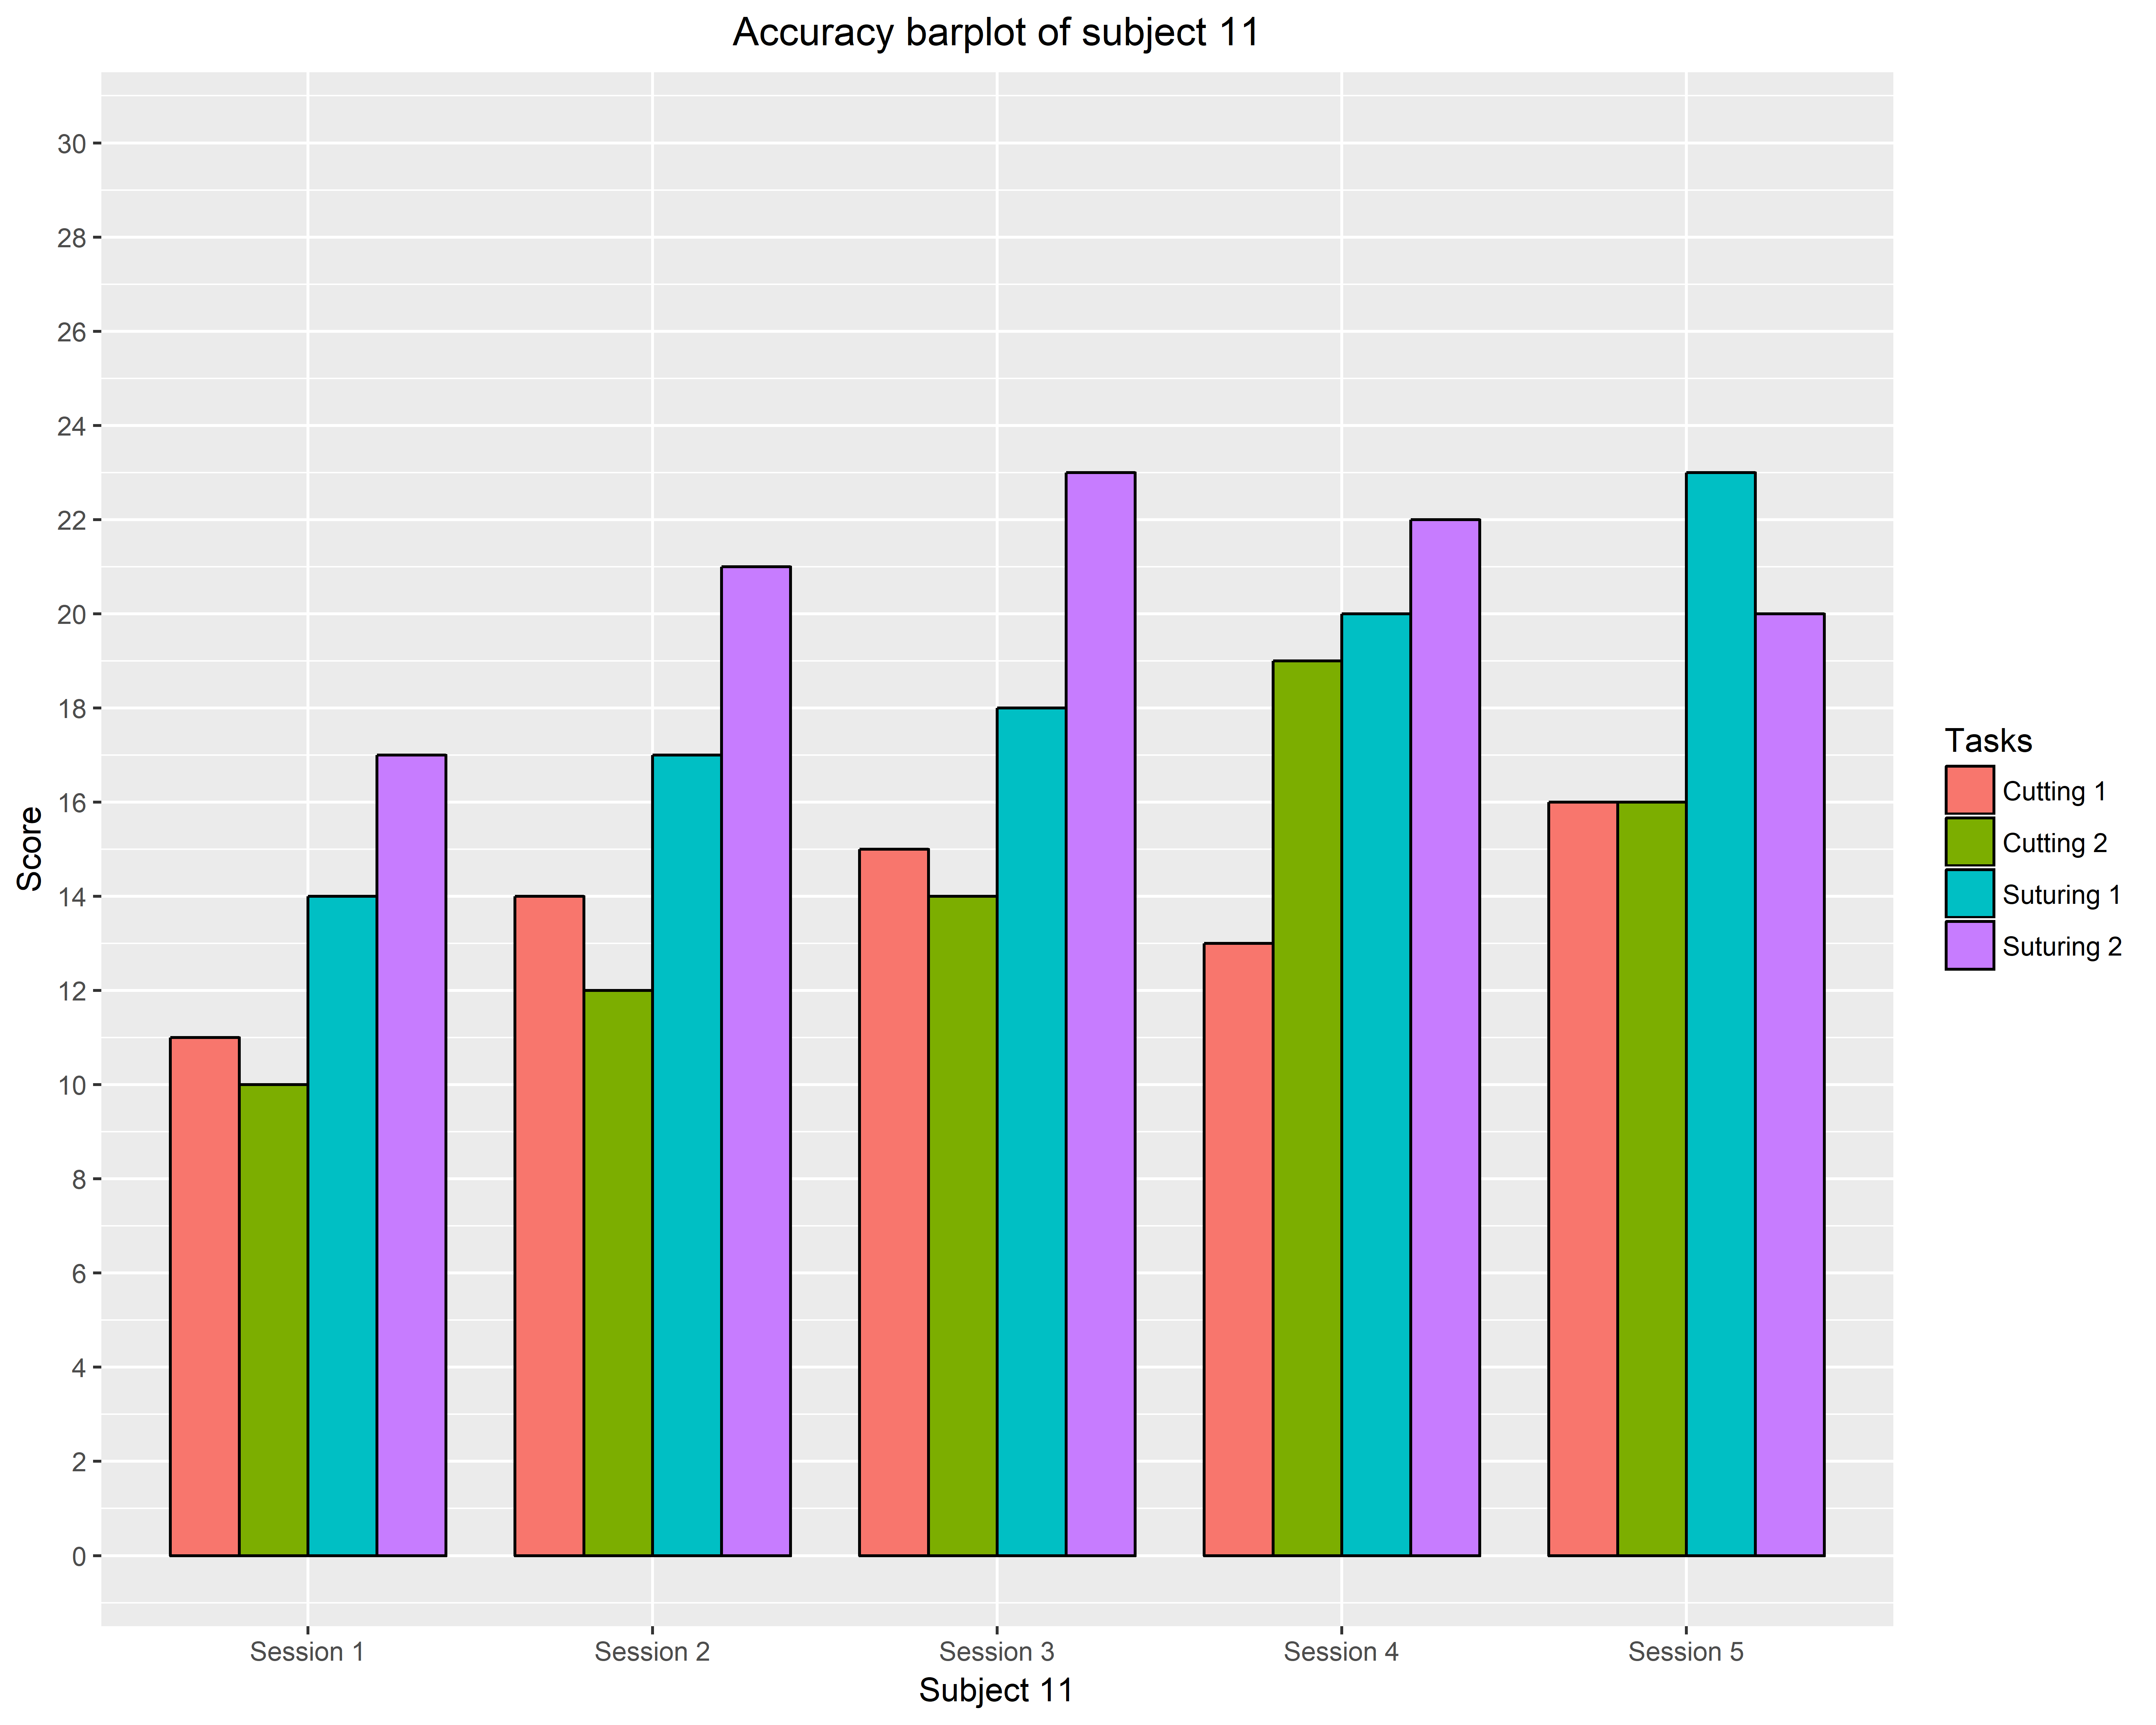 Accuracy barplot of subject 11
30
28
26
24
22
20
18
16
14
12
10
8
6
4
2
0
Score
Session 1
Session 2
Session 3
Session 4
Session 5
Subject 11
Tasks
Cutting 1
Cutting 2
Suturing 1
Suturing 2